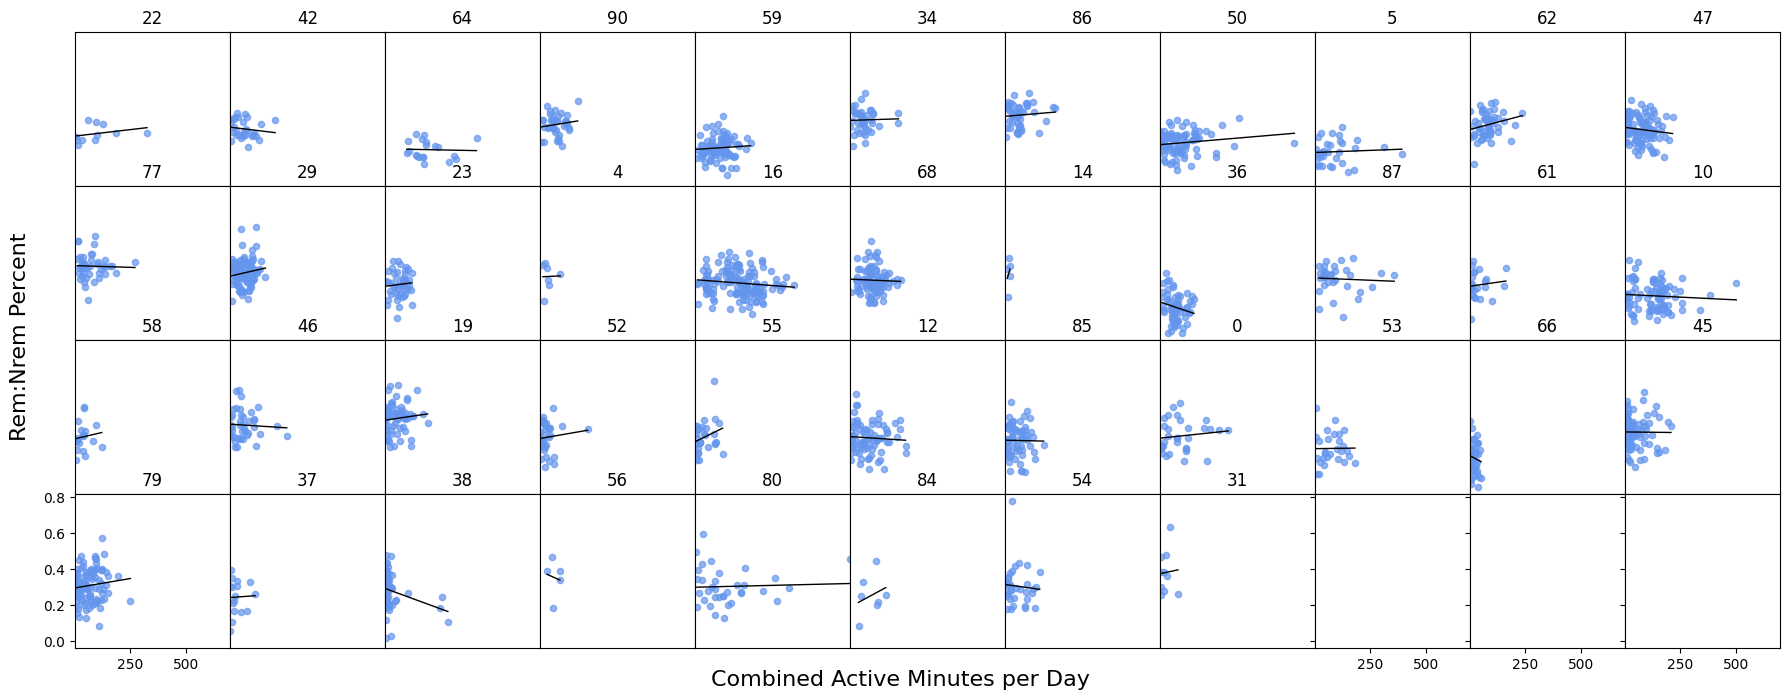 22 42 64 90 59 34 86 50 5 62 47
77 29 23 4 16 68 14 36 87 61 10
58 46 19 52 55 12 85 0 53 66 45
79 37 38 56 80 84 54 31
Rem:Nrem Percent
0.8
0.6
0.4
0.2
0.0
250 500 250 500 250 500 250 500
Combined Active Minutes per Day